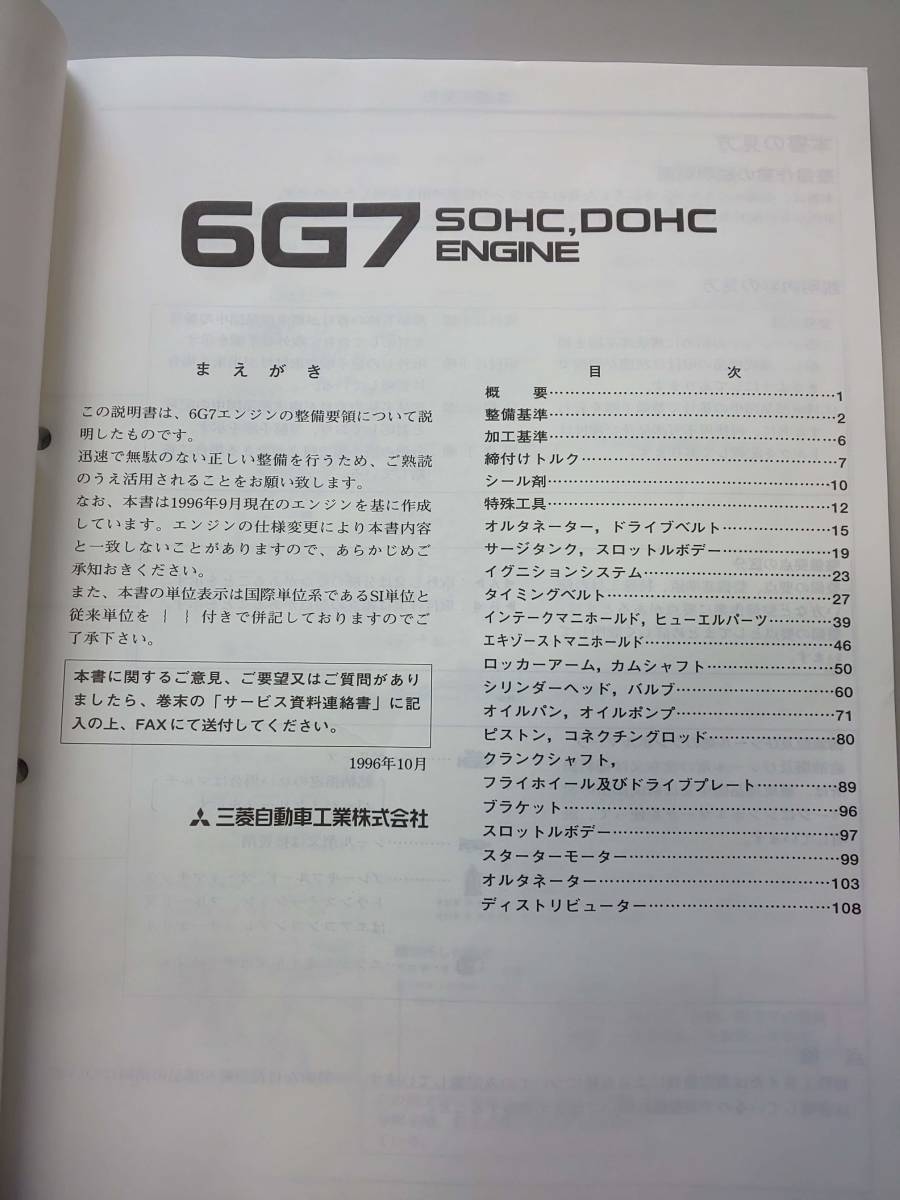 6G7 SOHC,DOHC
ENGINE
まえがき
この説明書は、6G7エンジンの整備要領について説
明したものです。
迅速で無駄のない正しい整備を行うため、ご熟読
のうえ活用されることをお願い致します。
なお、本書は1996年9月現在のエンジンを基に作成
しています。エンジンの仕様変更により本書内容
と一致しないことがありますので、あらかじめご
承知おきください。
また、本書の単位表示は国際単位系であるSI単位と
従来単位を { } 付きで併記しておりますのでご
了承下さい。
本書に関するご意見、ご要望又はご質問があり
ましたら、巻末の「サービス資料連絡書」に記
入の上、FAXにて送付してください。
1996年10月
三菱自動車工業株式会社
目 次
概 要……………………………………1
整備基準…………………………………2
加工基準…………………………………6
締付けトルク……………………………7
シール剤…………………………………10
特殊工具…………………………………12
オルタネーター，ドライブベルト……………15
サージタンク，スロットルボデー……………19
イグニションシステム…………………………23
タイミングベルト………………………………27
インテークマニホールド，ヒューエルパーツ………39
エキゾーストマニホールド……………………46
ロッカーアーム，カムシャフト………………50
シリンダーヘッド，バルブ……………………60
オイルパン，オイルポンプ……………………71
ピストン，コネクチングロッド………………80
クランクシャフト，
フライホイール及びドライブプレート…………89
ブラケット………………………………………96
スロットルボデー………………………………97
スターターモーター……………………………99
オルタネーター…………………………………103
ディストリビューター…………………………108